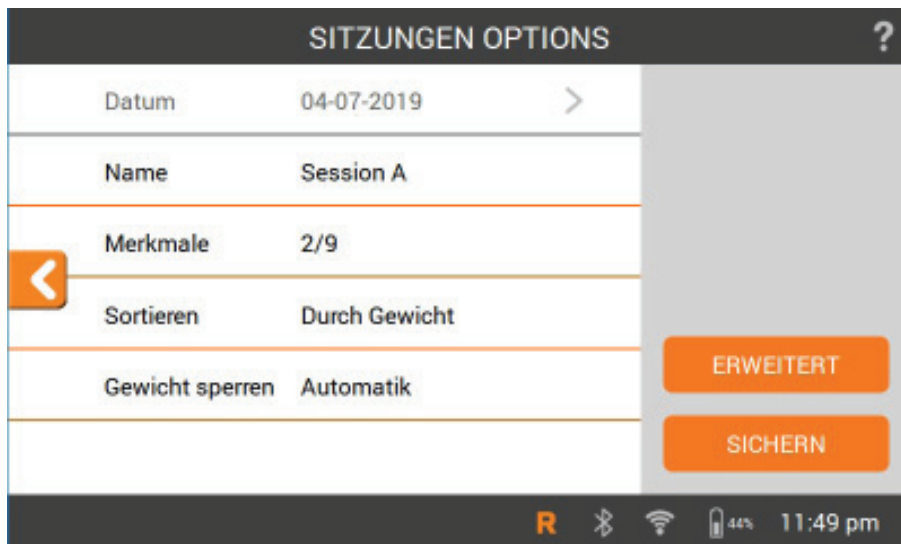 SITZUNGEN OPTIONS ?
Datum 04-07-2019
Name Session A
Merkmale 2/9
Sortieren Durch Gewicht
Gewicht sperren Automatik
ERWEITERT
SICHERN
R 44% 11:49 pm